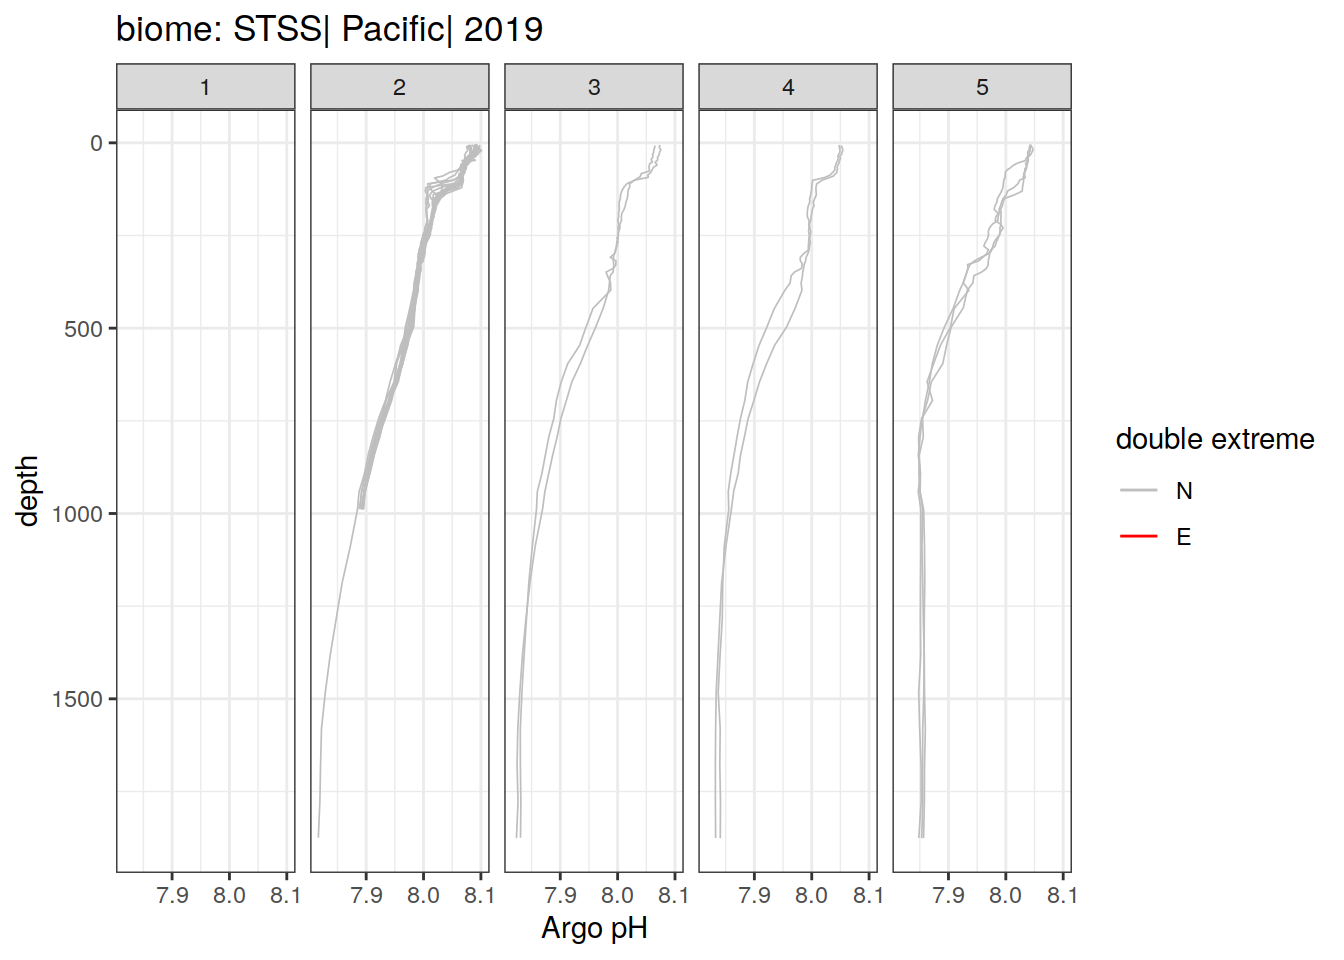 biome: STSS| Pacific| 2019
1 2 3 4 5
0
500
1000
1500
depth
7.9 8.0 8.1 7.9 8.0 8.1 7.9 8.0 8.1 7.9 8.0 8.1 7.9 8.0 8.1
Argo pH
double extreme
N
E